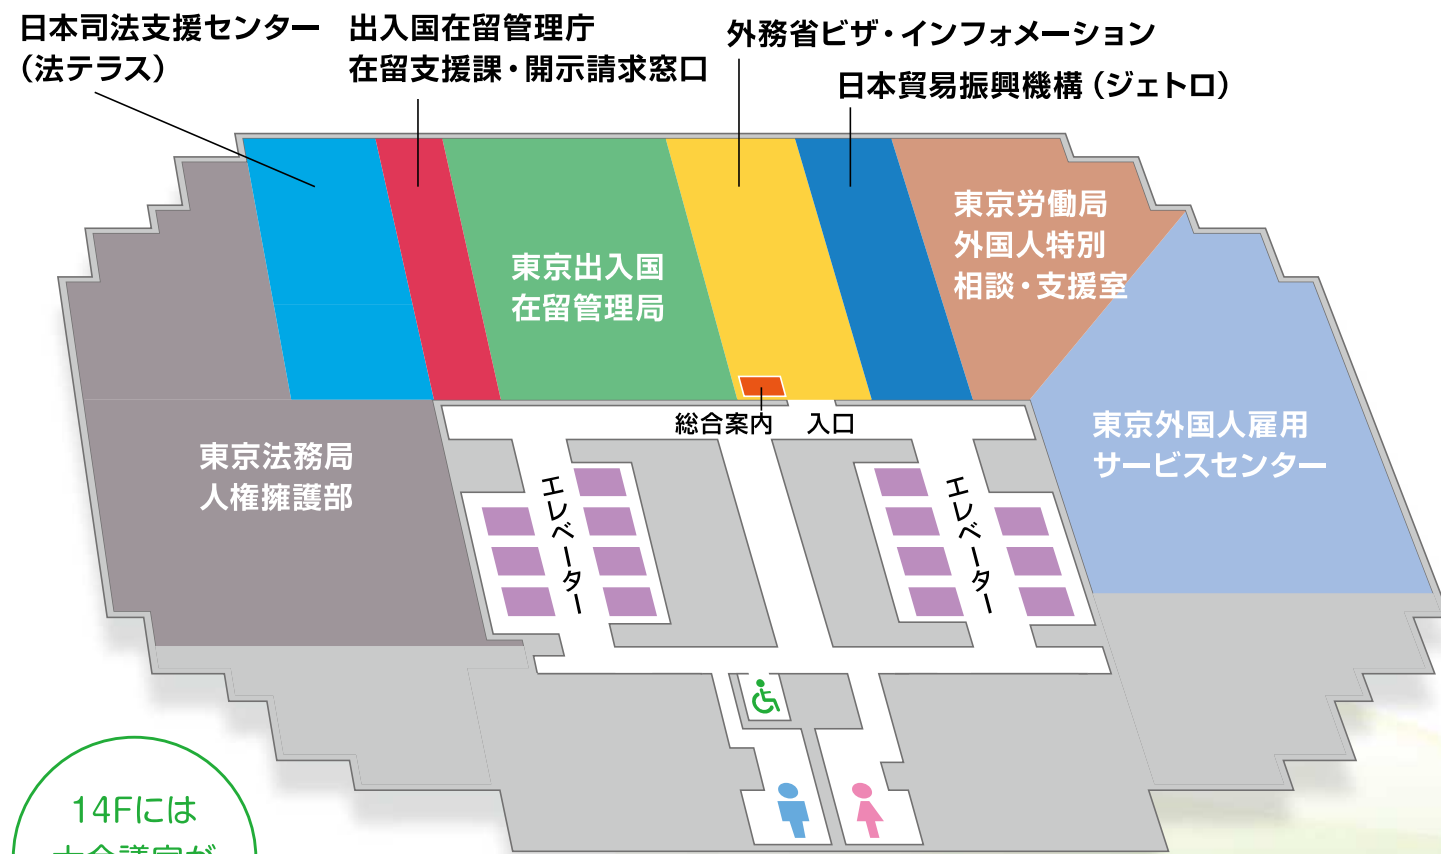 日本司法支援センター
（法テラス）
出入国在留管理庁
在留支援課・開示請求窓口
外務省ビザ・インフォメーション
日本貿易振興機構（ジェトロ）
東京出入国
在留管理局
東京労働局
外国人特別
相談・支援室
総合案内
入口
東京法務局
人権擁護部
エレベーター
エレベーター
東京外国人雇用
サービスセンター
14Fには